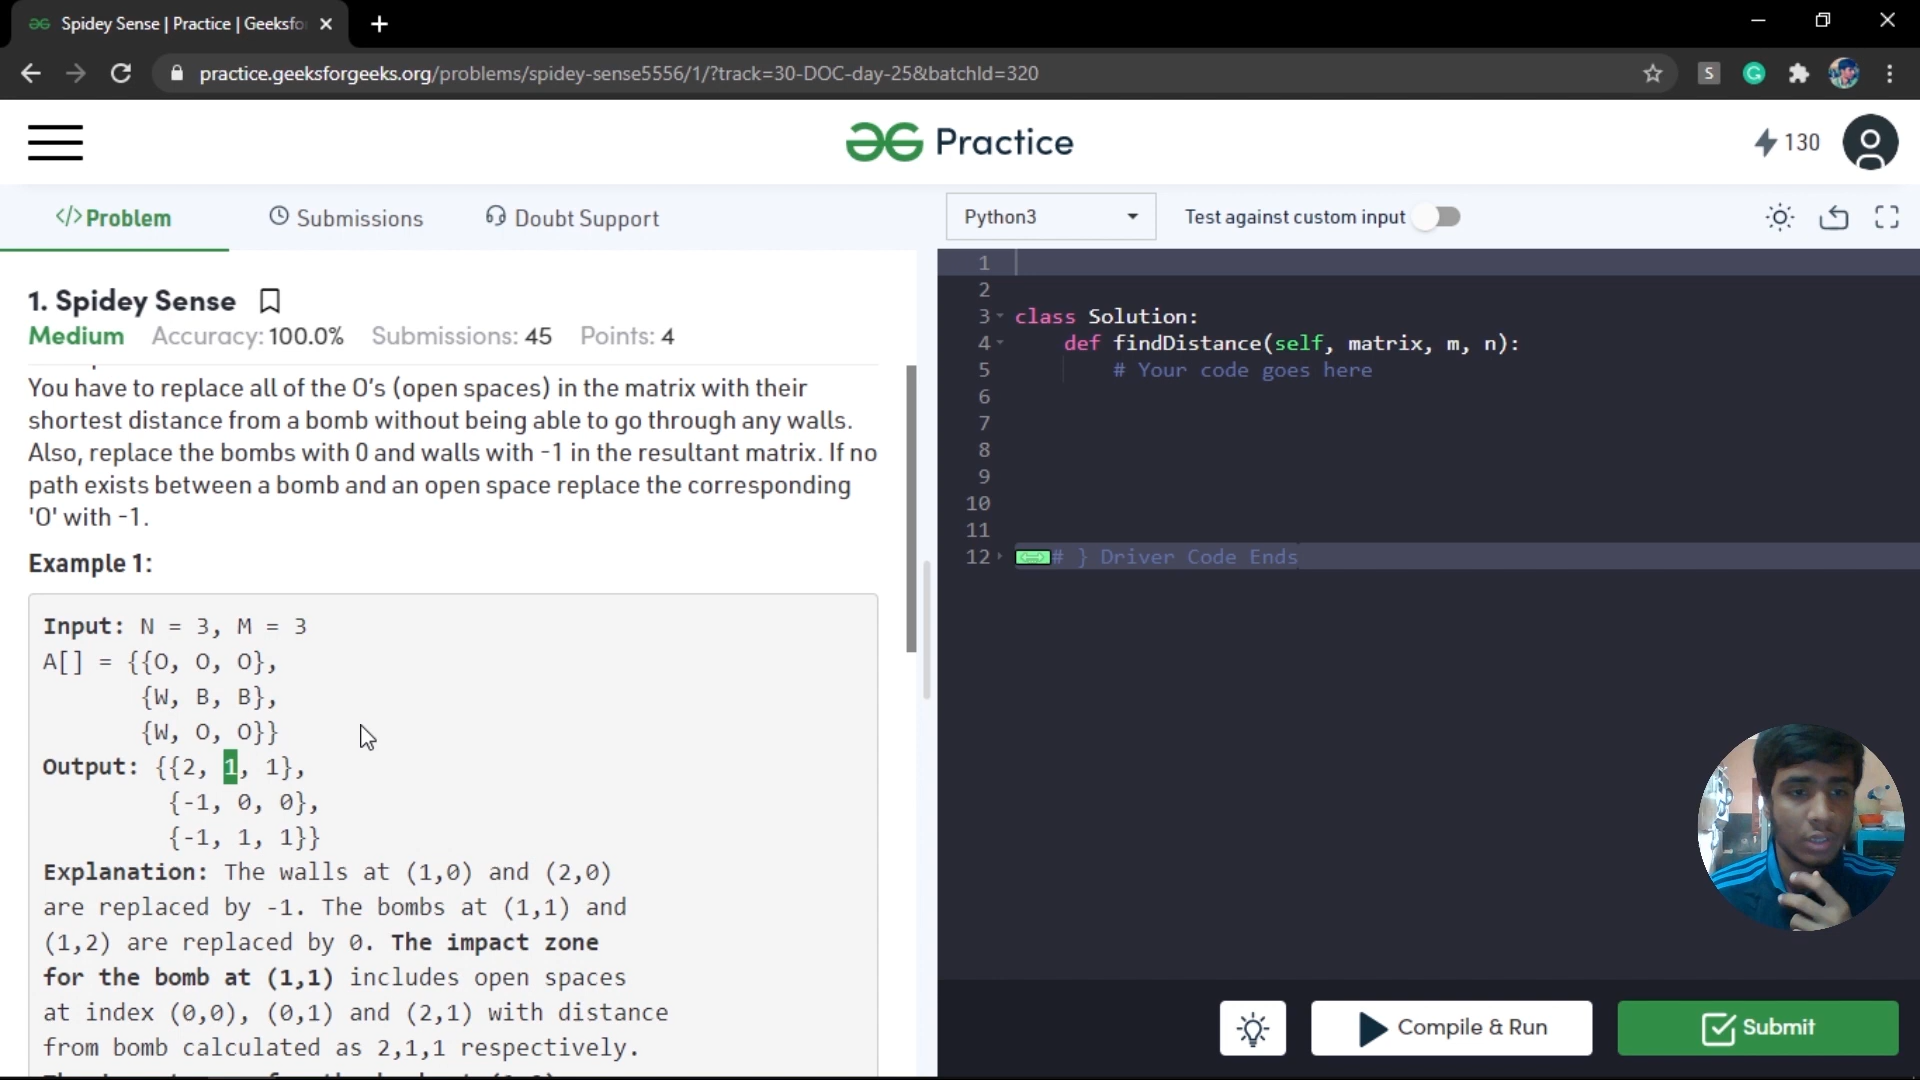 Spidey Sense | Practice | Geeksfo
practice.geeksforgeeks.org/problems/spidey-sense5556/1/?track=30-DOC-day-25&batchId=320
S
G
Practice
130
</> Problem
Submissions
Doubt Support
Python3
Test against custom input
1. Spidey Sense
Medium Accuracy: 100.0% Submissions: 45 Points: 4
You have to replace all of the O's (open spaces) in the matrix with their
shortest distance from a bomb without being able to go through any walls.
Also, replace the bombs with 0 and walls with -1 in the resultant matrix. If no
path exists between a bomb and an open space replace the corresponding
'O' with -1.
Example 1:
Input: N = 3, M = 3
A[] = {{O, O, O},
{W, B, B},
{W, O, O}}
Output: {{2, 1, 1},
{-1, 0, 0},
{-1, 1, 1}}
Explanation: The walls at (1,0) and (2,0)
are replaced by -1. The bombs at (1,1) and
(1,2) are replaced by 0. The impact zone
for the bomb at (1,1) includes open spaces
at index (0,0), (0,1) and (2,1) with distance
from bomb calculated as 2,1,1 respectively.
1
2
3 class Solution:
4 def findDistance(self, matrix, m, n):
5 # Your code goes here
6
7
8
9
10
11
12 # } Driver Code Ends
Compile & Run
Submit